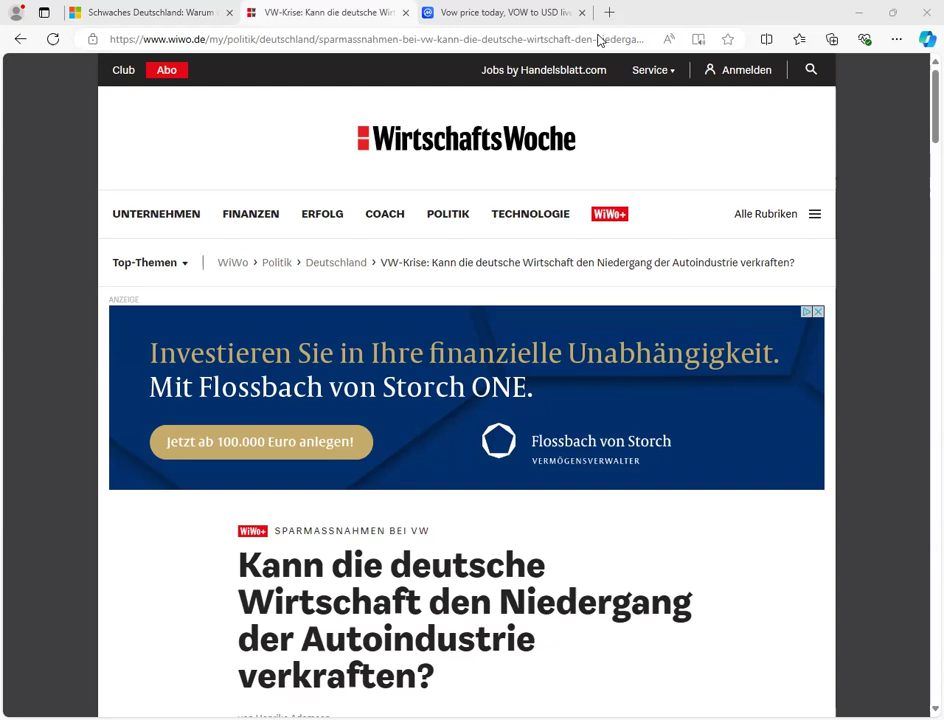 Schwaches Deutschland: Warum
VW-Krise: Kann die deutsche Wirt
Vow price today, VOW to USD live
https://www.wiwo.de/my/politik/deutschland/sparmassnahmen-bei-vw-kann-die-deutsche-wirtschaft-den-niederga...
Club
Abo
Jobs by Handelsblatt.com
Service
Anmelden
WirtschaftsWoche
UNTERNEHMEN
FINANZEN
ERFOLG
COACH
POLITIK
TECHNOLOGIE
WiWo+
Alle Rubriken
Top-Themen
WiWo > Politik > Deutschland > VW-Krise: Kann die deutsche Wirtschaft den Niedergang der Autoindustrie verkraften?
ANZEIGE
Investieren Sie in Ihre finanzielle Unabhängigkeit.
Mit Flossbach von Storch ONE.
Jetzt ab 100.000 Euro anlegen!
Flossbach von Storch
VERMÖGENSVERWALTER
WiWo+ SPARMASSNAHMEN BEI VW
Kann die deutsche
Wirtschaft den Niedergang
der Autoindustrie
verkraften?